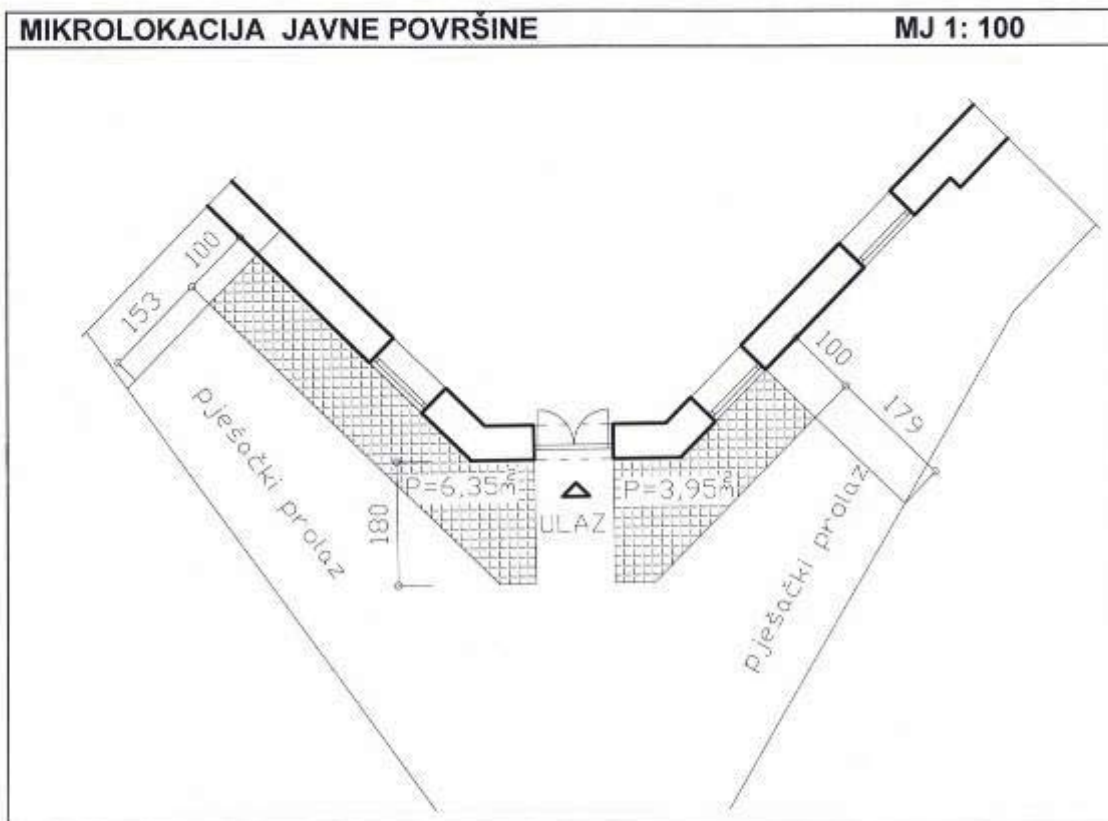 MIKROLOKACIJA JAVNE POVRŠINE MJ 1: 100
100
153
pješački prolaz
180
P=6,35m²
ULAZ
P=3,95m²
100
179
pješački prolaz